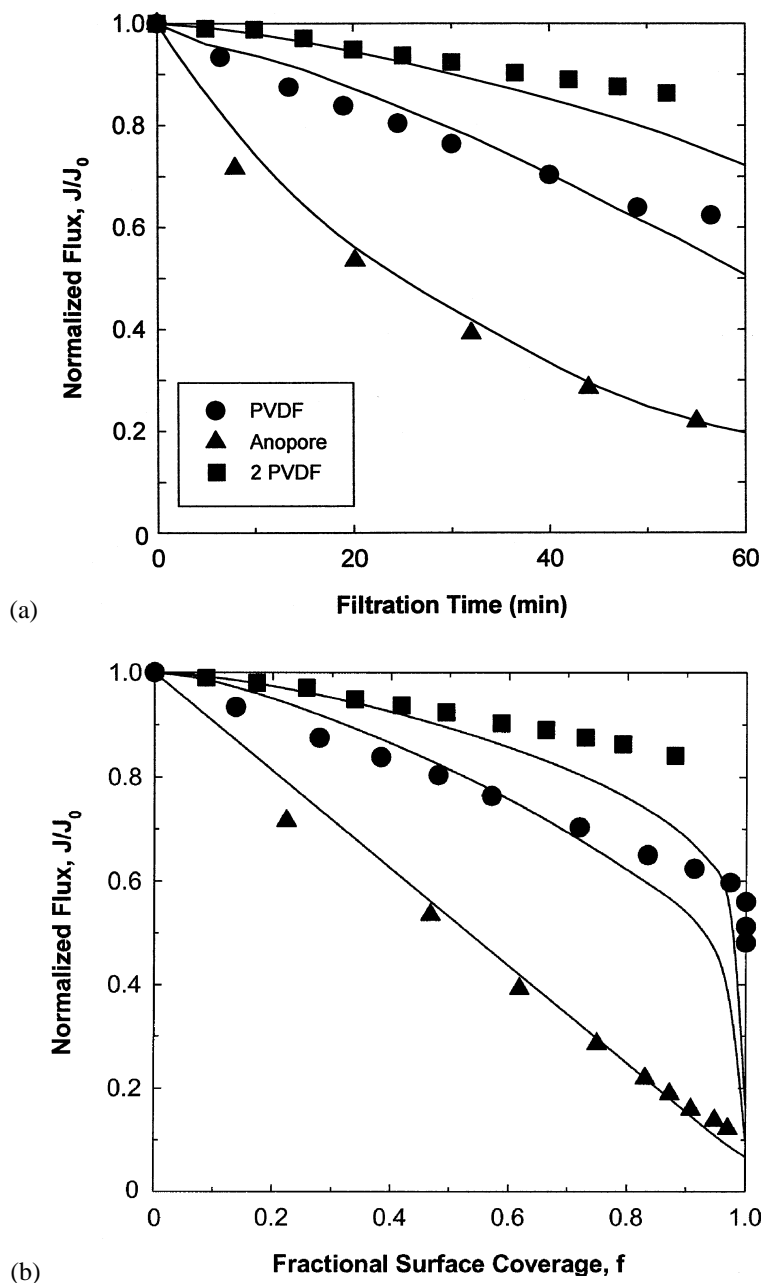 1.0
0.8
0.6
0.4
0.2
0
Normalized Flux, J/J0
PVDF
Anopore
2 PVDF
0 20 40 60
Filtration Time (min)
(a)
1.0
0.8
0.6
0.4
0.2
0
Normalized Flux, J/J0
0 0.2 0.4 0.6 0.8 1.0
Fractional Surface Coverage, f
(b)